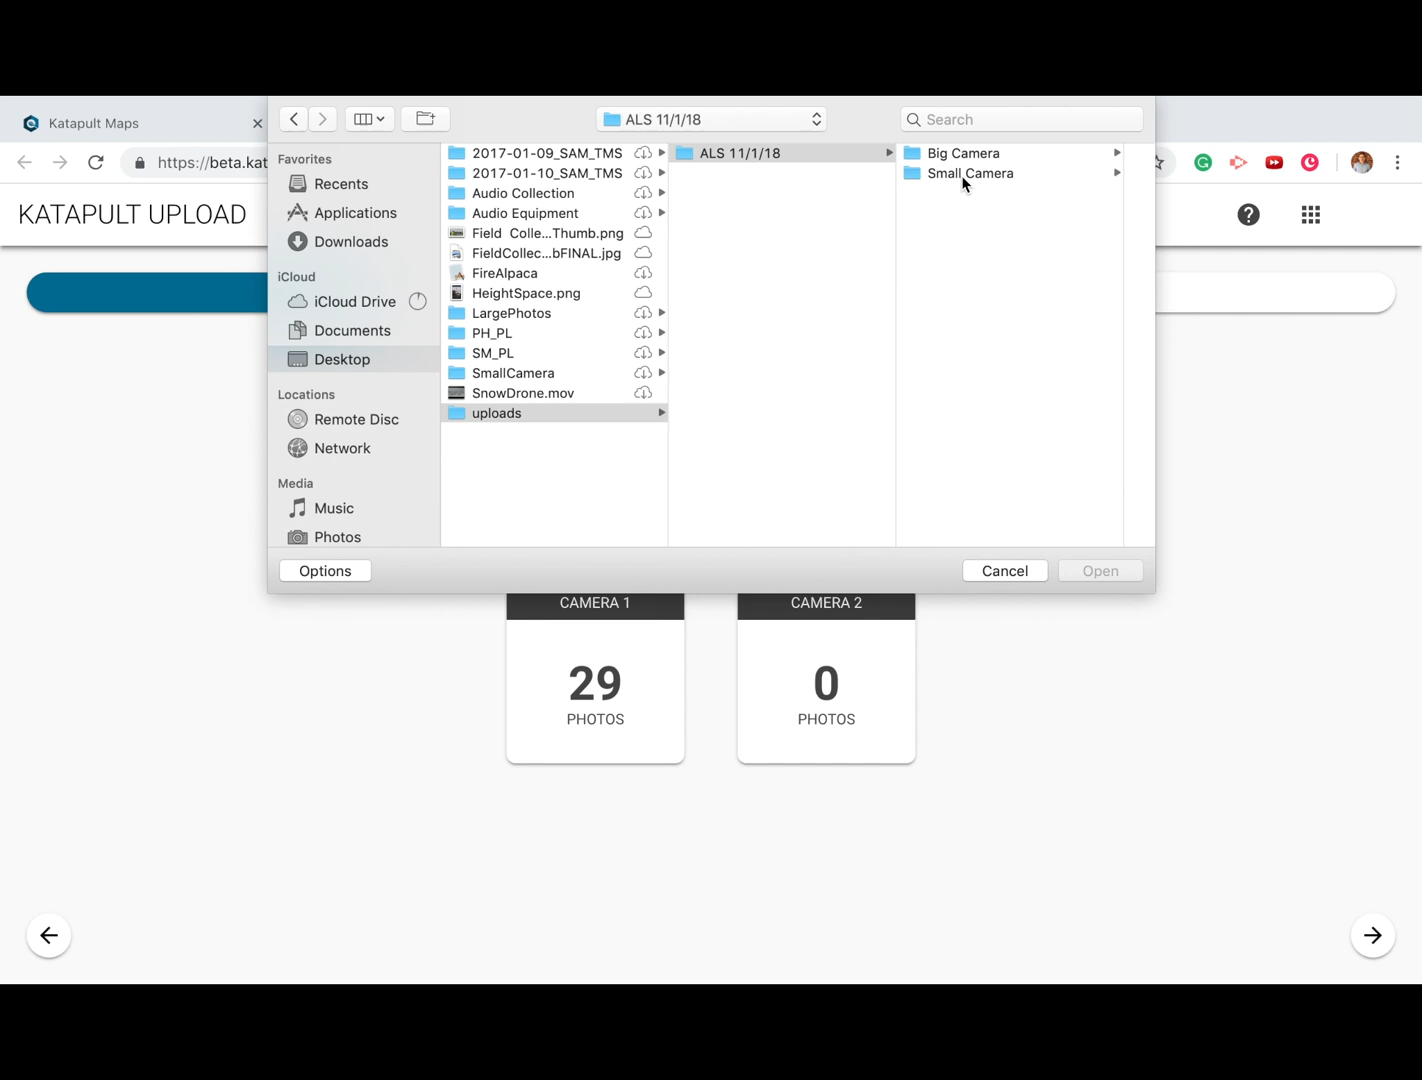 Katapult Maps
ALS 11/1/18
Search
https://beta.kat
KATAPULT UPLOAD
Favorites
Recents
Applications
Downloads
iCloud
iCloud Drive
Documents
Desktop
Locations
Remote Disc
Network
Media
Music
Photos
2017-01-09_SAM_TMS
2017-01-10_SAM_TMS
Audio Collection
Audio Equipment
Field Colle...Thumb.png
FieldCollec...bFINAL.jpg
FireAlpaca
HeightSpace.png
LargePhotos
PH_PL
SM_PL
SmallCamera
SnowDrone.mov
uploads
ALS 11/1/18
Big Camera
Small Camera
Options
Cancel
Open
CAMERA 1
29
PHOTOS
CAMERA 2
0
PHOTOS